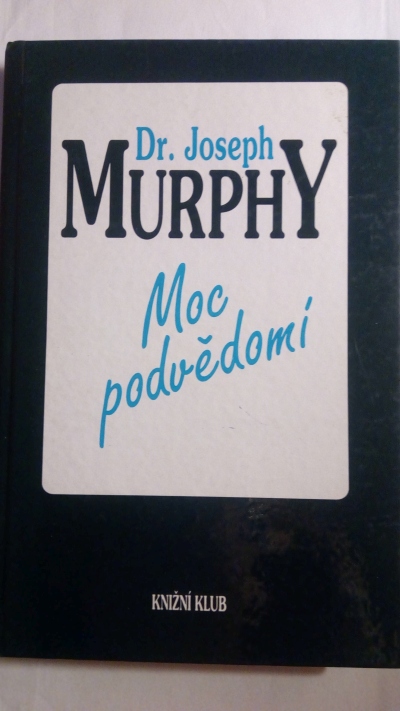 Dr. Joseph
MURPHY
Moc
podvědomí
KNIŽNÍ KLUB